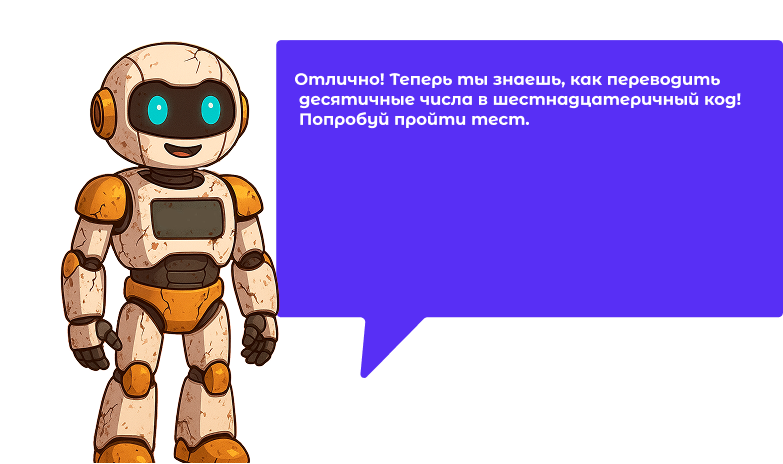 Отлично! Теперь ты знаешь, как переводить
десятичные числа в шестнадцатеричный код!
Попробуй пройти тест.